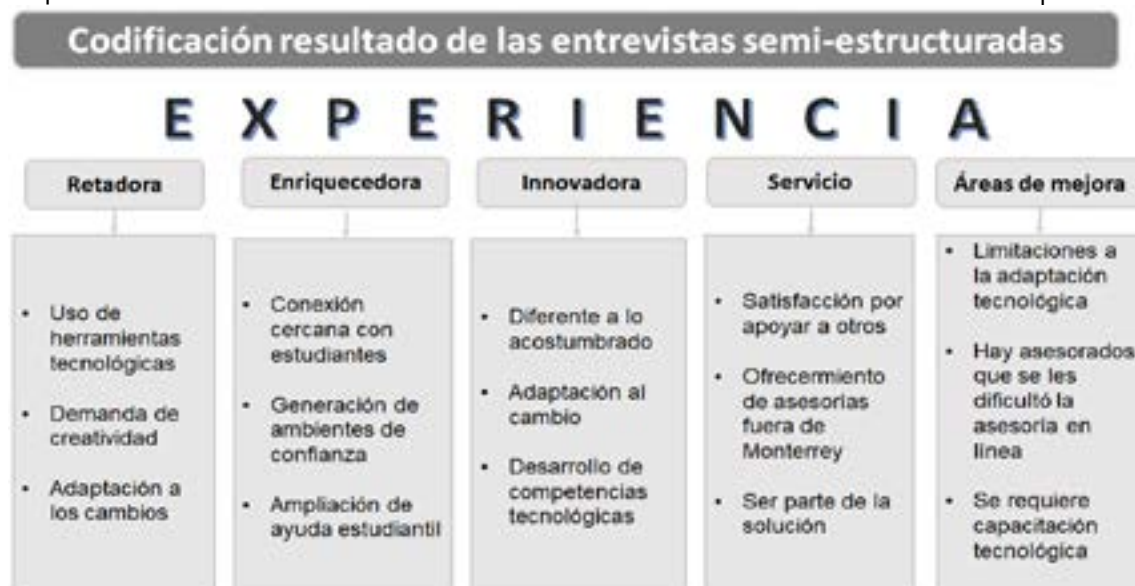 Codificación resultado de las entrevistas semi-estructuradas
E X P E R I E N C I A
Retadora
• Uso de
herramientas
tecnológicas
• Demanda de
creatividad
• Adaptación a
los cambios
Enriquecedora
• Conexión
cercana con
estudiantes
• Generación de
ambientes de
confianza
• Ampliación de
ayuda estudiantil
Innovadora
• Diferente a lo
acostumbrado
• Adaptación al
cambio
• Desarrollo de
competencias
tecnológicas
Servicio
• Satisfacción por
apoyar a otros
• Ofrecermiento
de asesorías
fuera de
Monterrey
• Ser parte de la
solución
Áreas de mejora
• Limitaciones a
la adaptación
tecnológica
• Hay asesorados
que se les
dificultó la
asesoría en
línea
• Se requiere
capacitación
tecnológica